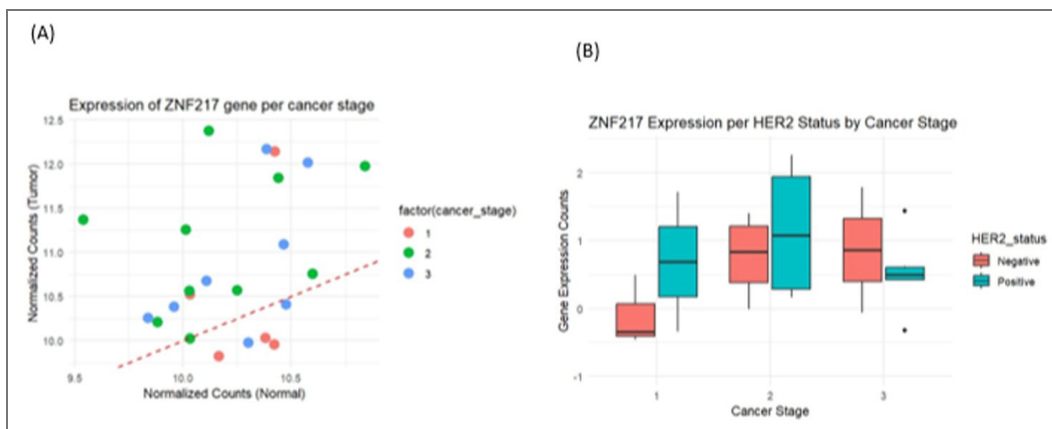 (A)
Expression of ZNF217 gene per cancer stage
Normalized Counts (Tumor)
12.5
12.0
11.5
11.0
10.5
10.0
9.5
10.0
10.5
Normalized Counts (Normal)
factor(cancer_stage)
1
2
3
(B)
ZNF217 Expression per HER2 Status by Cancer Stage
Gene Expression Counts
2
1
0
-1
1
2
3
Cancer Stage
HER2_status
Negative
Positive